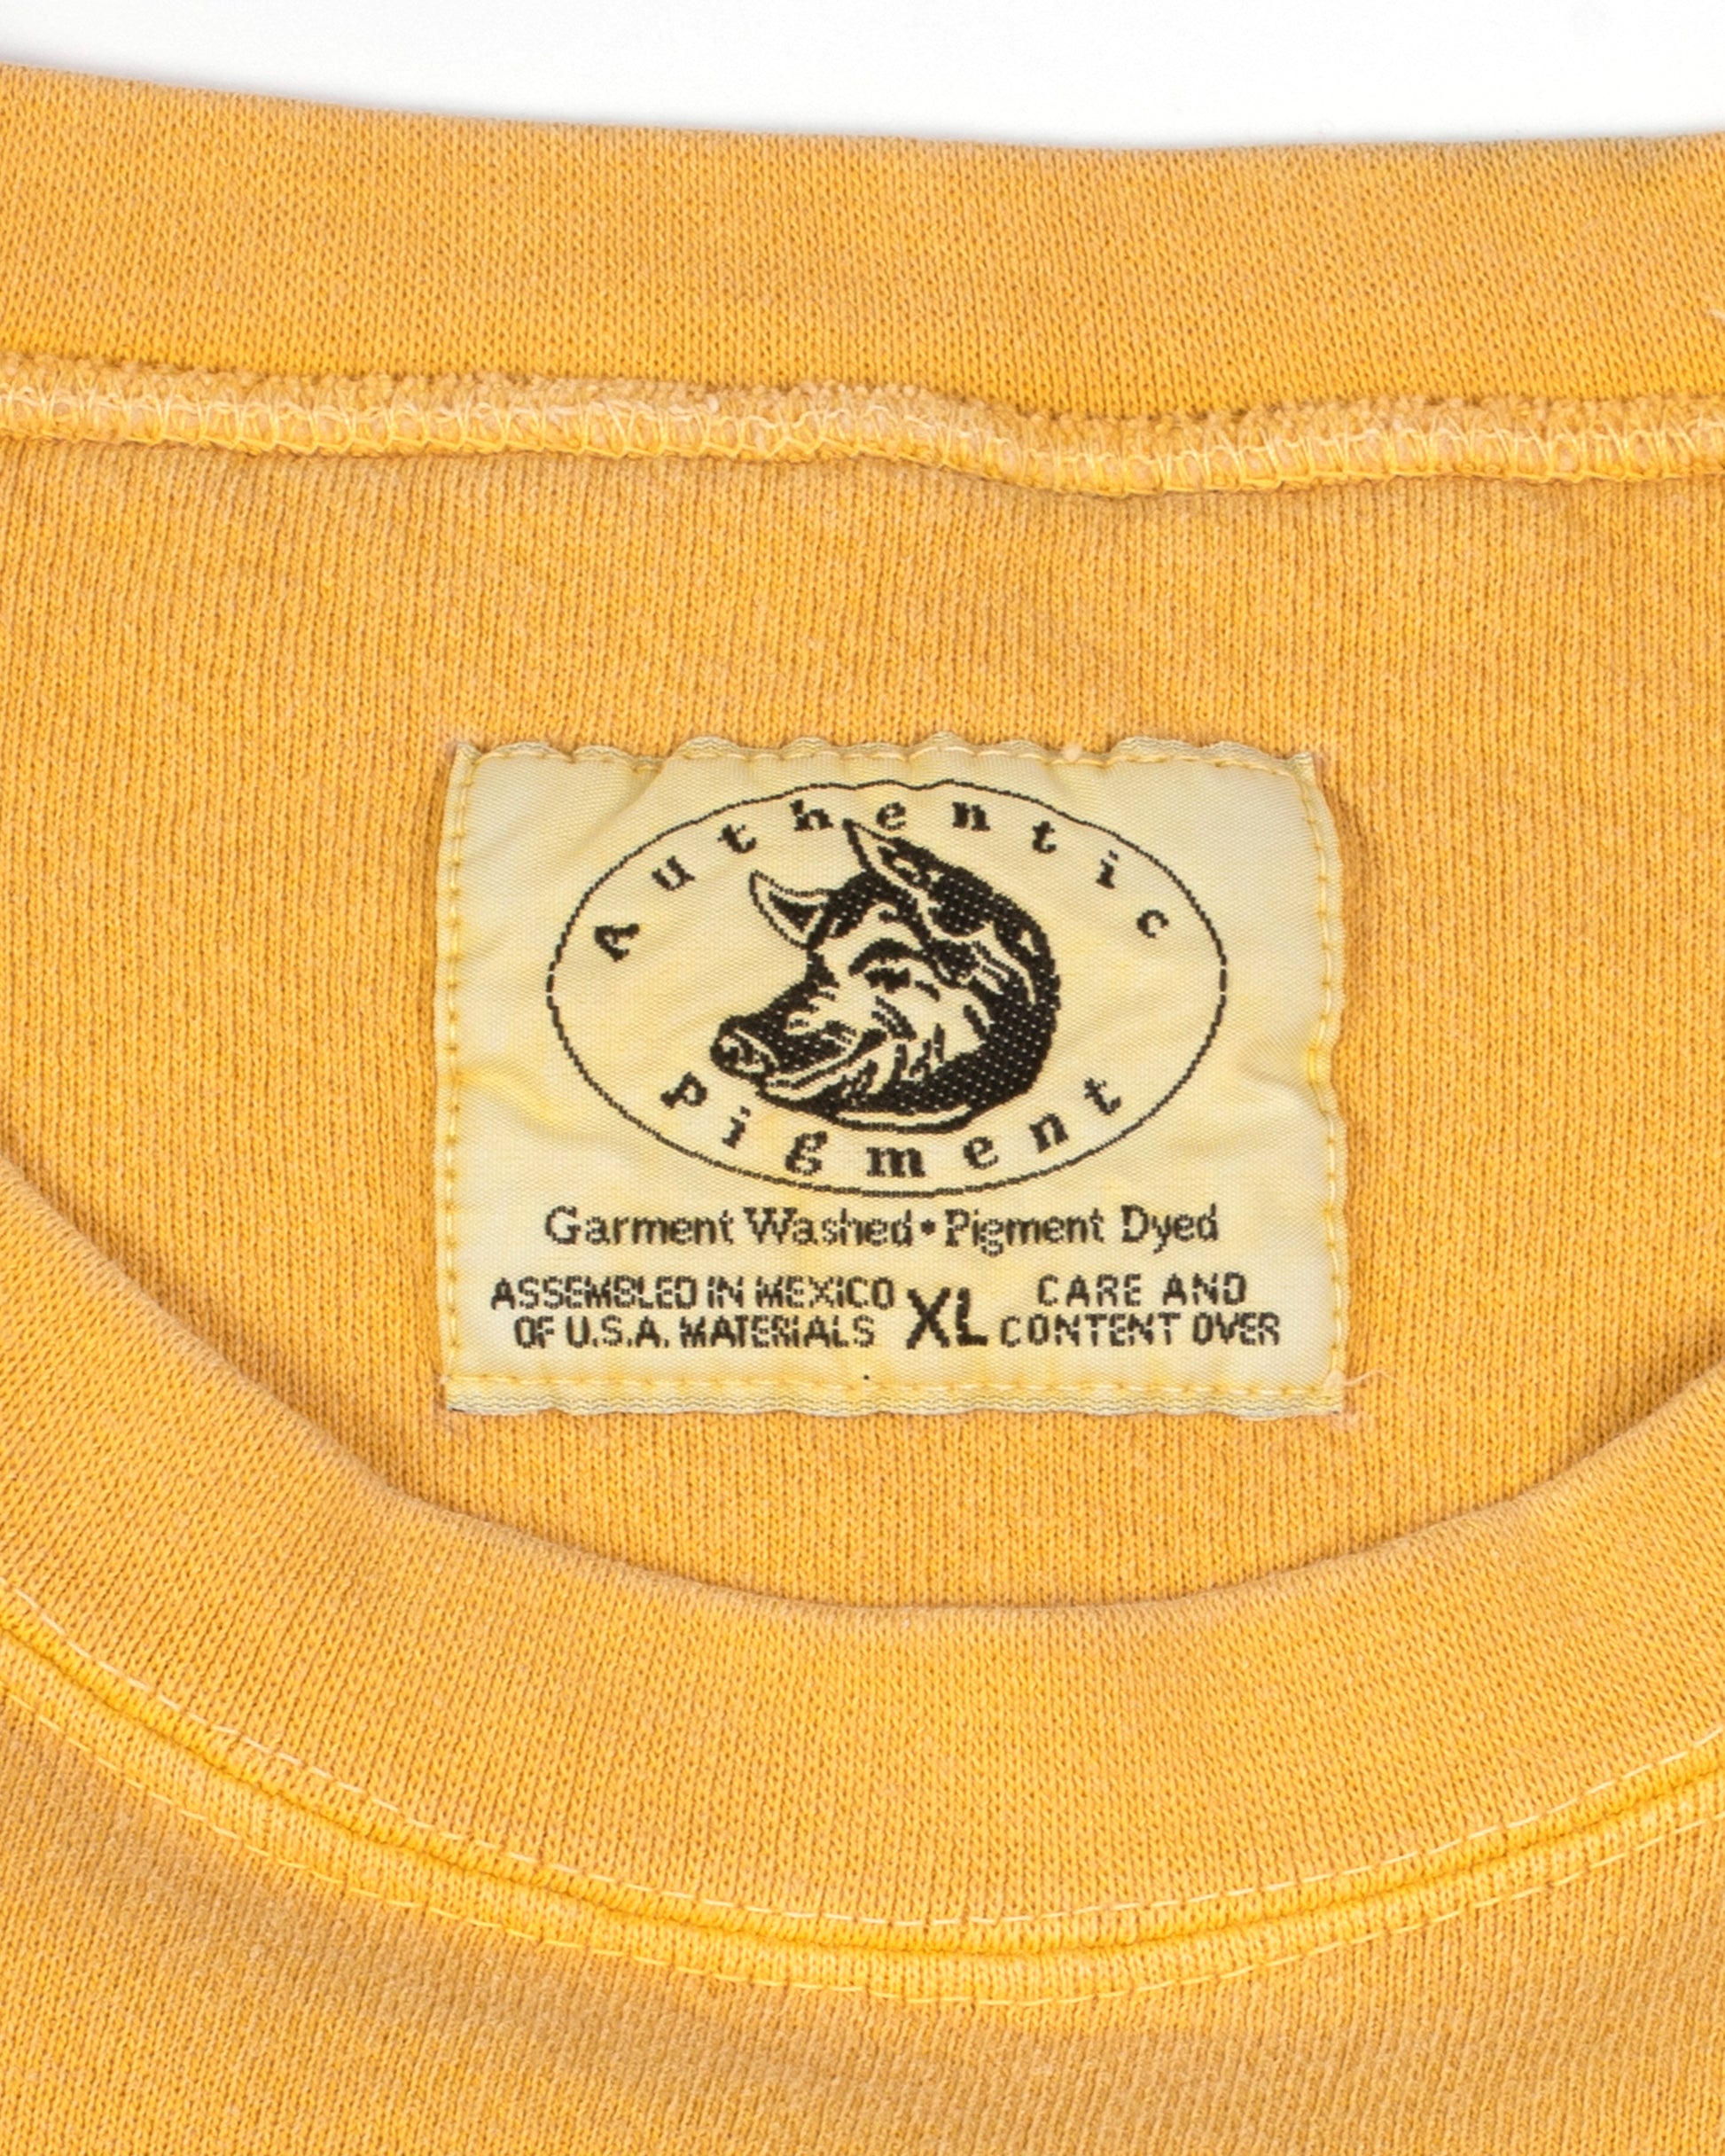 Authentic
Pigment
Garment Washed • Pigment Dyed
ASSEMBLED IN MEXICO
OF U.S.A. MATERIALS
XL
CARE AND
CONTENT OVER